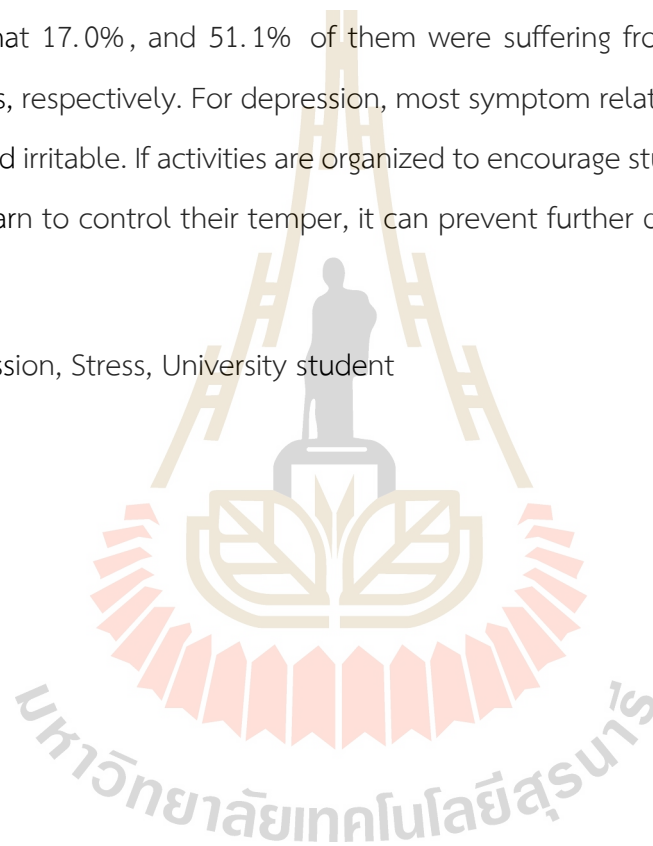 hat 17.0%, and 51.1% of them were suffering fro
s, respectively. For depression, most symptom relat
d irritable. If activities are organized to encourage stu
arn to control their temper, it can prevent further d
ssion, Stress, University student
มหาวิทยาลัยเทคโนโลยีสุรนารี